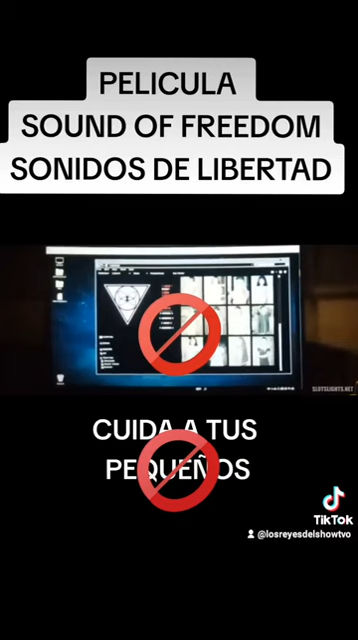 PELICULA
SOUND OF FREEDOM
SONIDOS DE LIBERTAD
SLOTSLIGHTS.NET
CUIDA A TUS
PEQUEÑOS
TikTok
@losreyesdelshowtvo